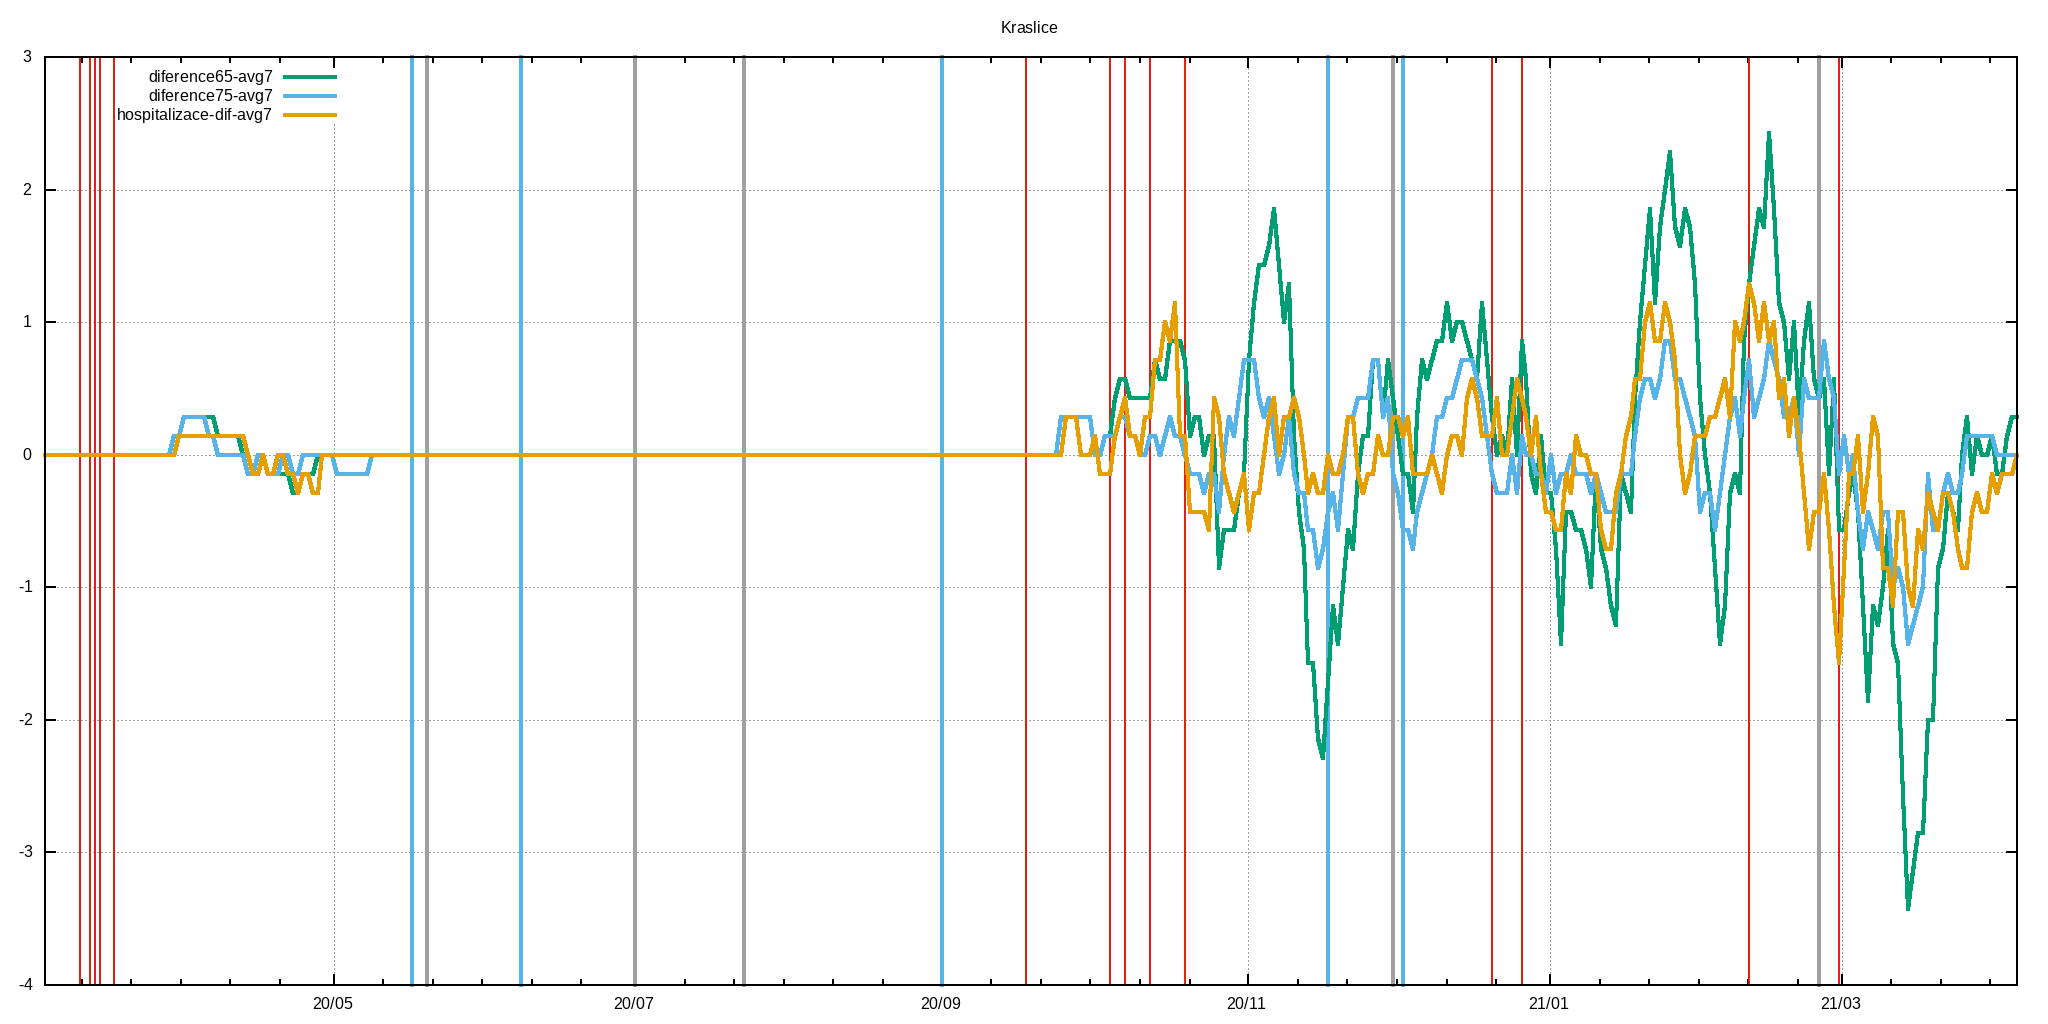 Kraslice
diference65-avg7
diference75-avg7
hospitalizace-dif-avg7
3
2
1
0
-1
-2
-3
-4
20/05 20/07 20/09 20/11 21/01 21/03